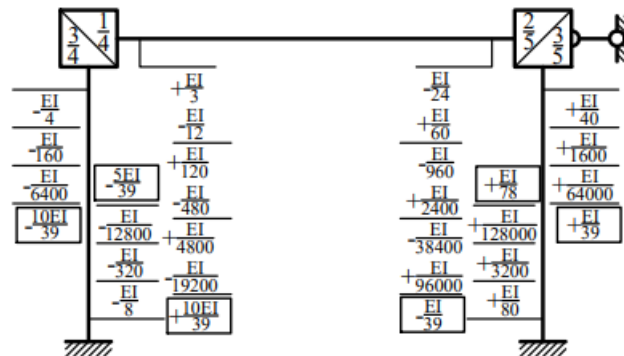 3/4 1/4
2/5 3/5
-EI/4
-EI/160
-EI/6400
-10EI/39
-5EI/39
-EI/12800
-EI/320
-EI/8
+EI/3
-EI/12
+EI/120
-EI/480
+EI/4800
-EI/19200
+10EI/39
-EI/24
+EI/60
-EI/960
+EI/2400
-EI/38400
+EI/96000
-EI/39
+EI/78
+EI/128000
+EI/3200
+EI/80
+EI/40
+EI/1600
+EI/64000
+EI/39